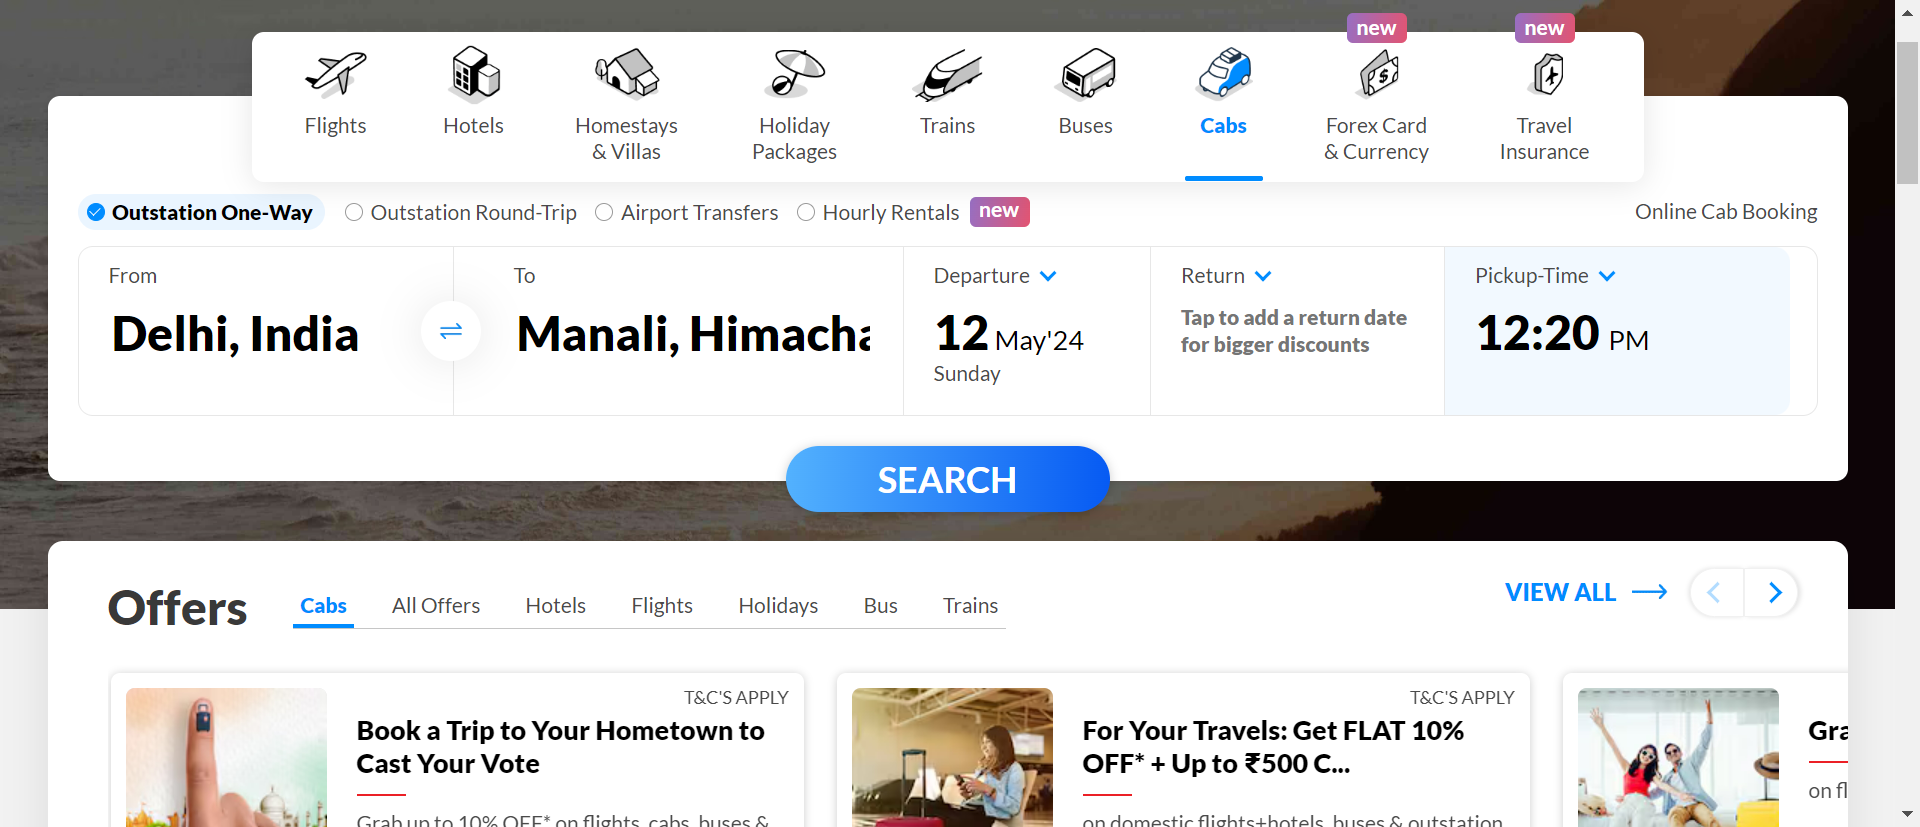 new
new
Flights
Hotels
Homestays
& Villas
Holiday
Packages
Trains
Buses
Cabs
Forex Card
& Currency
Travel
Insurance
Outstation One-Way
Outstation Round-Trip
Airport Transfers
Hourly Rentals
new
Online Cab Booking
From
Delhi, India
To
Manali, Himacha
Departure
12 May'24
Sunday
Return
Tap to add a return date
for bigger discounts
Pickup-Time
12:20 PM
SEARCH
Offers
Cabs
All Offers
Hotels
Flights
Holidays
Bus
Trains
VIEW ALL
T&C'S APPLY
Book a Trip to Your Hometown to
Cast Your Vote
Grab up to 10% OFF* on flights, cabs, buses &
T&C'S APPLY
For Your Travels: Get FLAT 10%
OFF* + Up to ₹500 C...
on domestic flights+hotels, buses & outstation
Gra
on fl